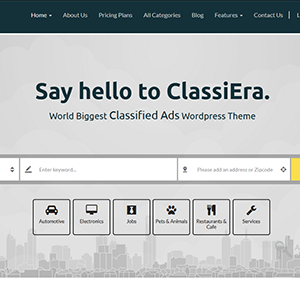 Home About Us Pricing Plans All Categories Blog Features Contact Us L
Say hello to ClassiEra.
World Biggest Classified Ads Wordpress Theme
Enter keyword... Please add an address or Zipcode
Automotive Electronics Jobs Pets & Animals Restaurants & Services
Cafe